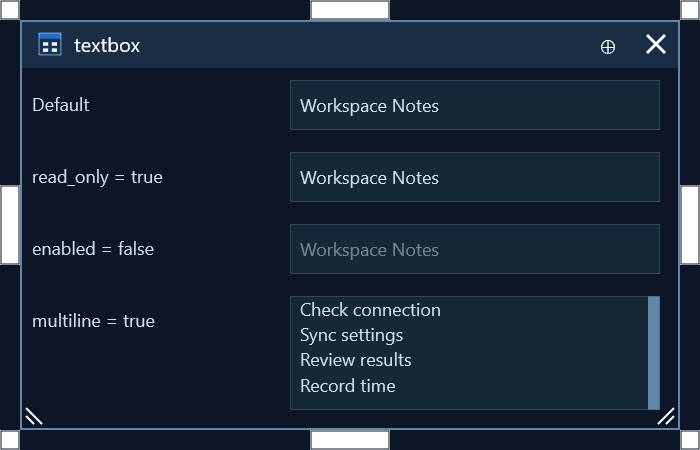 textbox
Default
Workspace Notes
read_only = true
Workspace Notes
enabled = false
Workspace Notes
multiline = true
Check connection
Sync settings
Review results
Record time